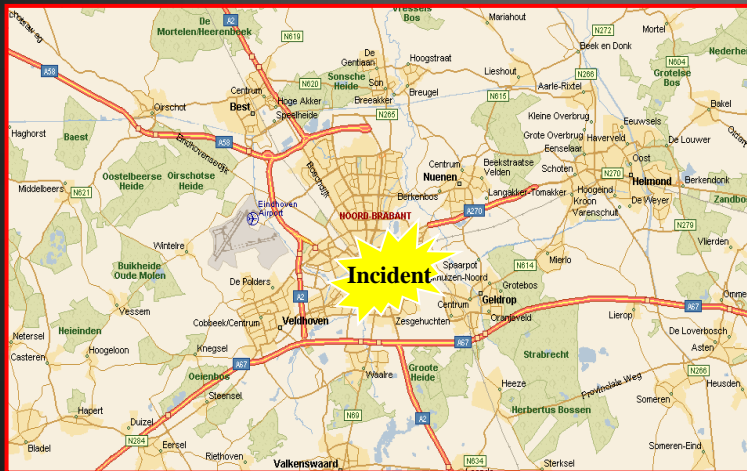 Vressels
Bos
Mariahout
De
Mortelen/Heerenbeek
A2
N619
N272
Mortel
De
Gentiaan
Hoogstraat
Beek en Donk
N604
Grotelse
Bos
A58
N620
Sonsche
Heide
Son
Lieshout
N266
Centrum
Best
Hoge Akker
Breeakker
Breugel
Aarle-Rixtel
N615
Bakel
Oirschot
Speelheide
N265
Kleine Overbrug
Eeuwsels
Haghorst
Baest
A58
Eindhovensedijk
Grote Overbrug
Haverveld
De Louwer
Eenselaar
Boschdijk
Centrum
Nuenen
Beekstraatse
Velden
Schoten
Oost
N270
Helmond
Berkendonk
Middelbeers
N621
Oostelbeerse
Heide
Oirschotse
Heide
Berkenbos
Langakker-Tomakker
Hoogeind
Kroon
De Weyer
Varenschut
Eindhoven
Airport
NOORD-BRABANT
A270
N279
Vlierden
Wintelre
Mierlo
Buikheide
Oude Molen
De Polders
Incident
Spaarpot
N614
Grotebos
A2
Centrum
Geldrop
A67
Vessem
Lierop
Heieinden
Cobbeek/Centrum
Veldhoven
Zesgehuchten
Oranjeveld
De Loverbosch
Netersel
Casteren
Hoogeloon
Knegsel
A67
A67
Strabrecht
Asten
Oeienbos
Waalre
Groote
Heide
N266
Heusden
Steensel
Heeze
Provinciale Weg
Someren
Hapert
Duizel
N69
A2
Herbertus Bossen
N284
Eersel
Bladel
Riethoven
Valkenswaard
N634
Sterksel
Someren-Eind